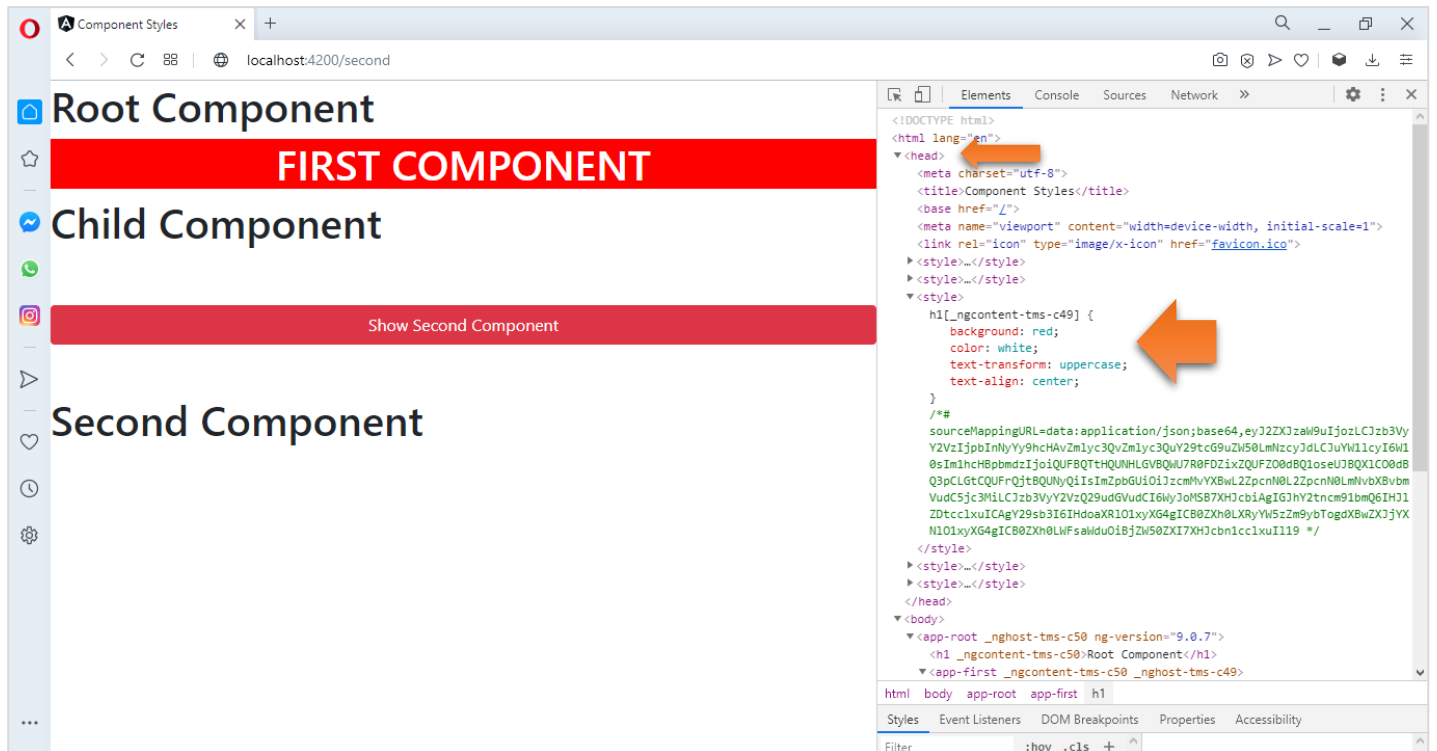 Component Styles
localhost:4200/second
Root Component
FIRST COMPONENT
Child Component
Show Second Component
Second Component
Elements Console Sources Network »
<!DOCTYPE html>
<html lang="en">
▼<head>
<meta charset="utf-8">
<title>Component Styles</title>
<base href="/">
<meta name="viewport" content="width=device-width, initial-scale=1">
<link rel="icon" type="image/x-icon" href="favicon.ico">
▶<style>…</style>
▶<style>…</style>
▼<style>
h1[_ngcontent-tms-c49] {
background: red;
color: white;
text-transform: uppercase;
text-align: center;
}
/*#
sourceMappingURL=data:application/json;base64,eyJ2ZXJzaW9uIjozLCJzb3Vy
</style>
▶<style>…</style>
▶<style>…</style>
</head>
▼<body>
▼<app-root _nghost-tms-c50 ng-version="9.0.7">
<h1 _ngcontent-tms-c50>Root Component</h1>
▼<app-first _ngcontent-tms-c50 _nghost-tms-c49>
html body app-root app-first h1
Styles Event Listeners DOM Breakpoints Properties Accessibility
Filter :hov .cls +